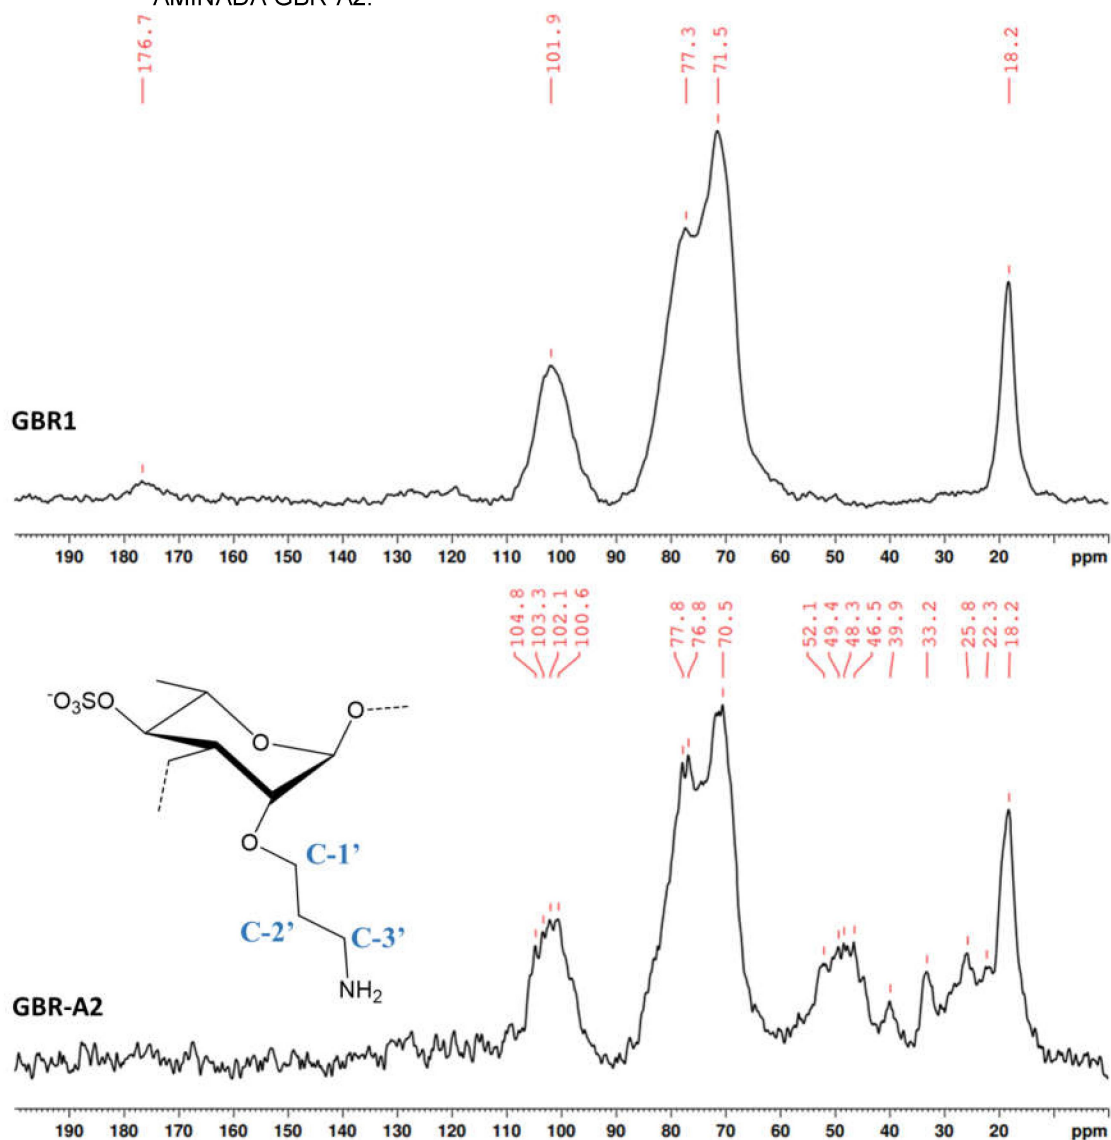 AMINADA GBR-A2.
176.7 101.9 77.3 71.5 18.2
GBR1
190 180 170 160 150 140 130 120 110 100 90 80 70 60 50 40 30 20 ppm
104.8 103.3 102.1 100.6 77.8 76.8 70.5 52.1 49.4 48.3 46.5 39.9 33.2 25.8 22.3 18.2
⁻O₃SO
O
O
O
C-1’
C-2’
C-3’
NH₂
GBR-A2
190 180 170 160 150 140 130 120 110 100 90 80 70 60 50 40 30 20 ppm